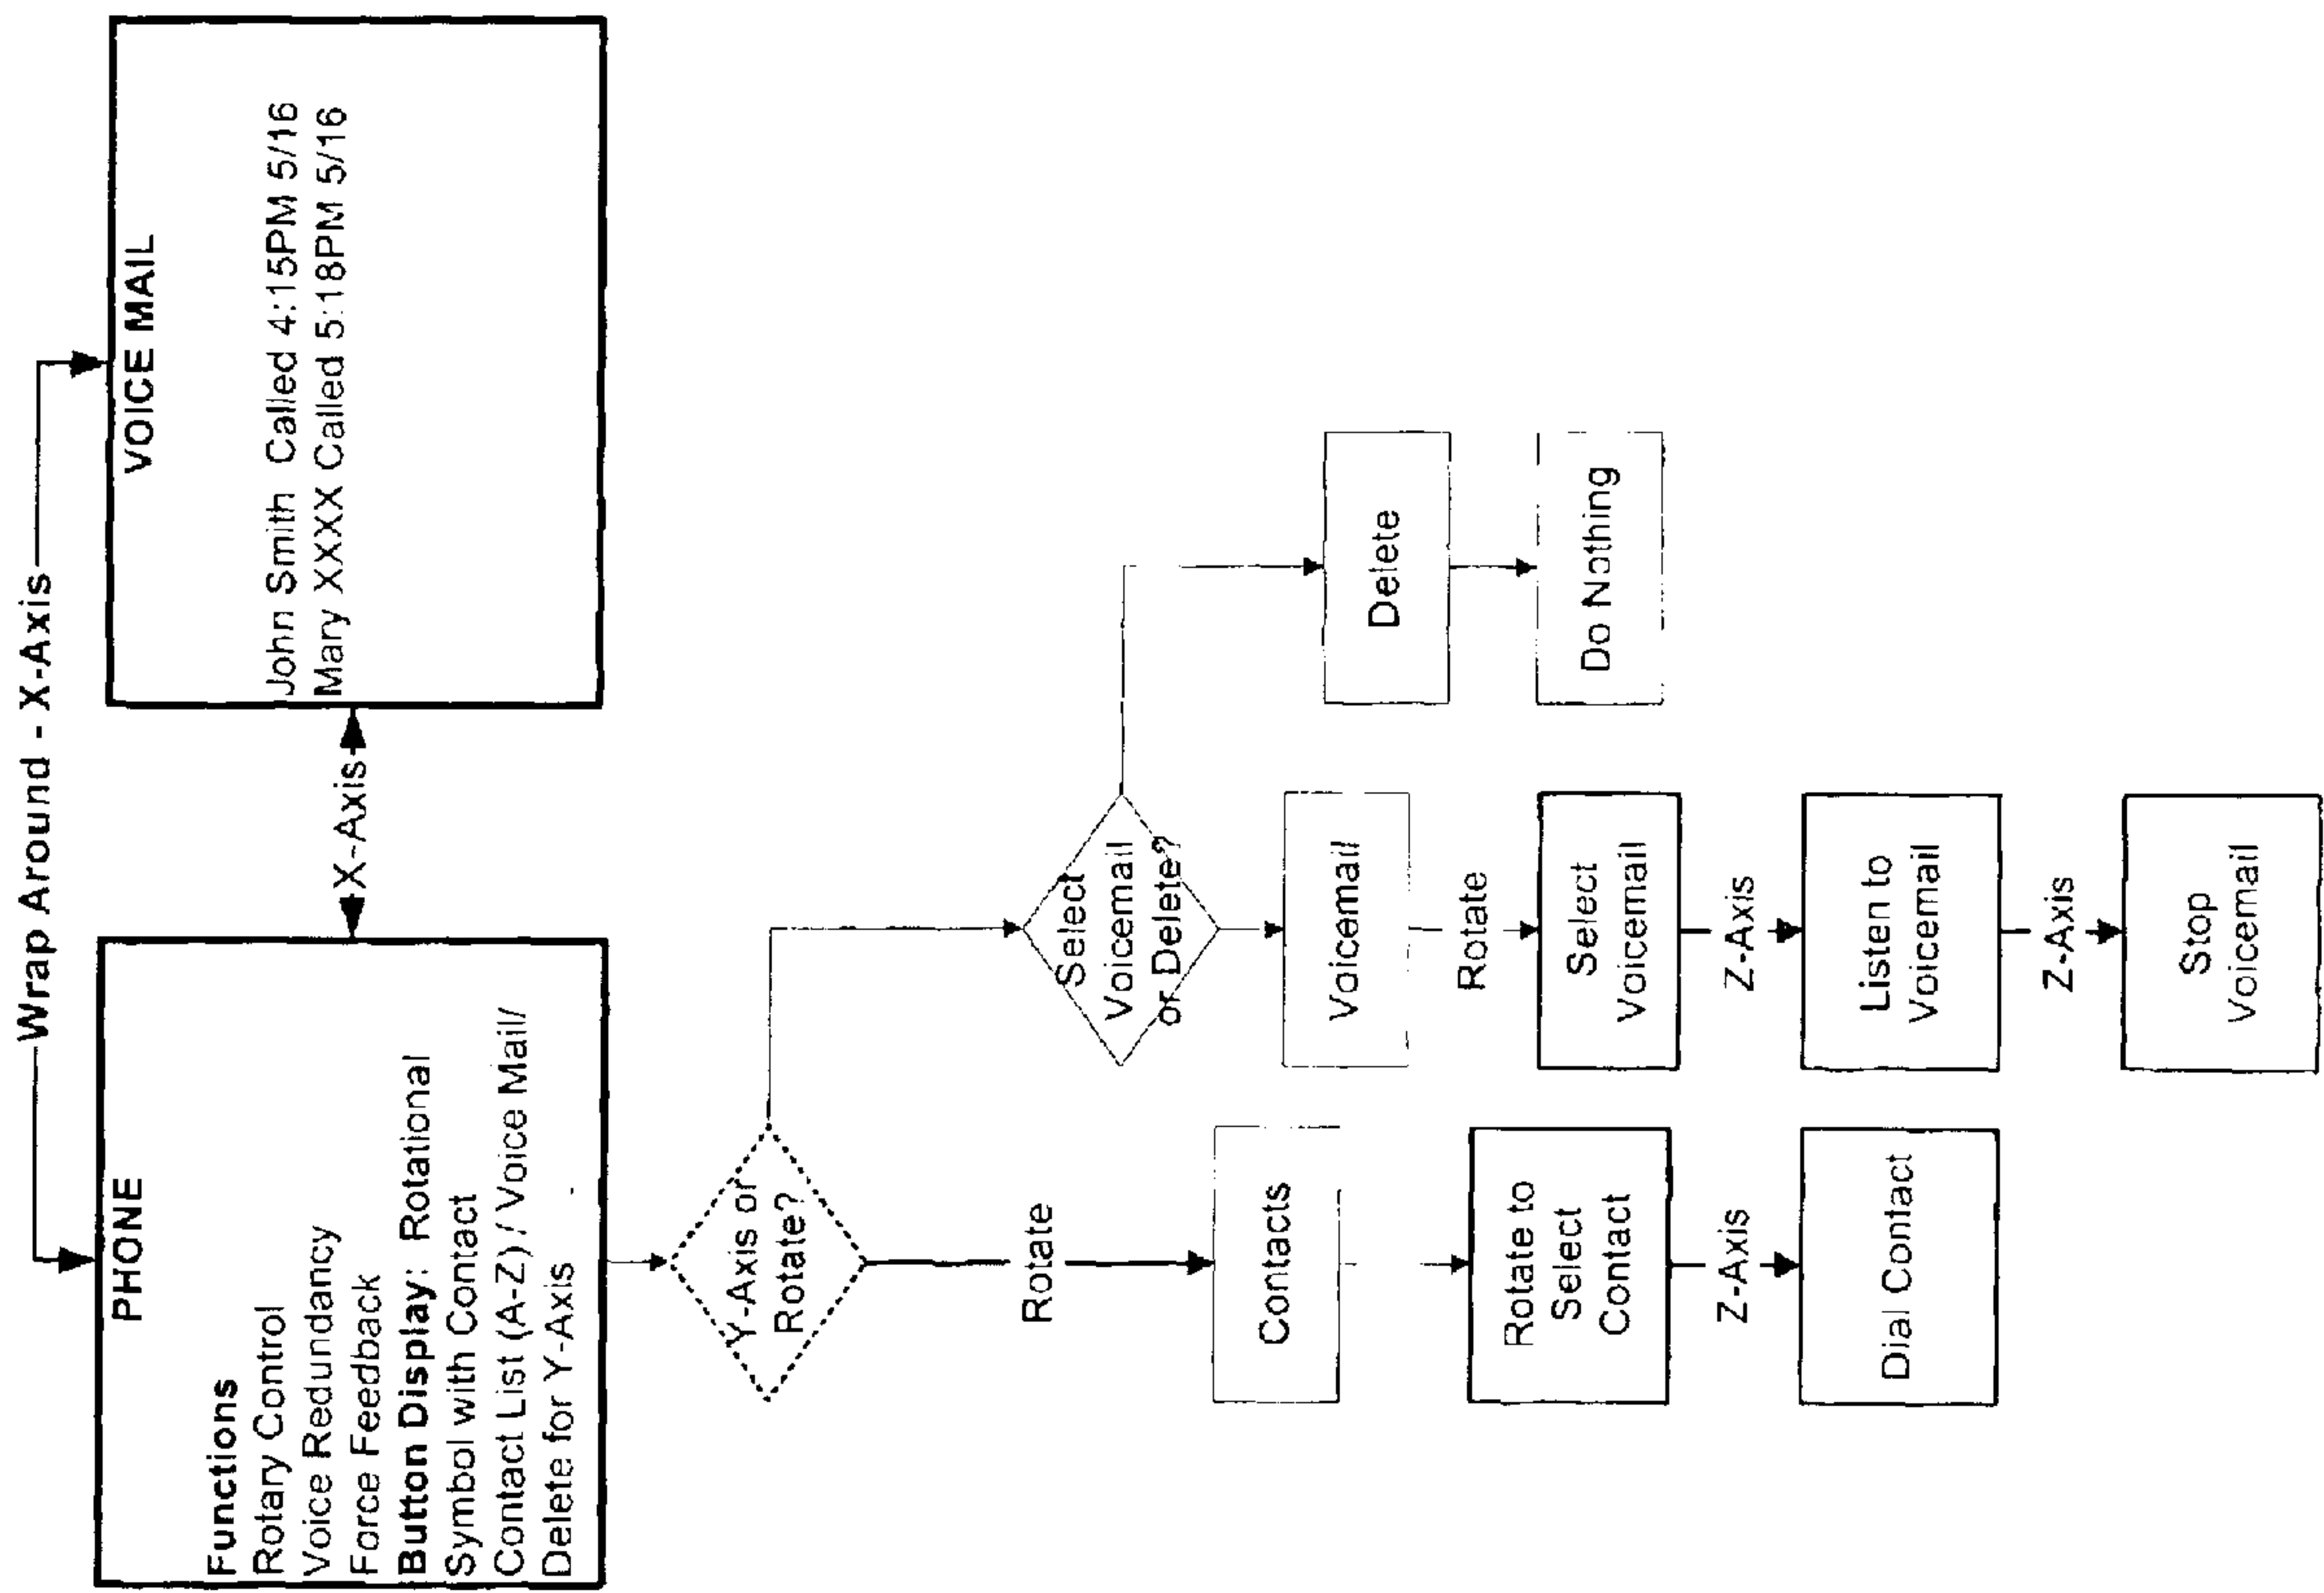 Wrap Around - X-Axis
PHONE
Functions
Rotary Control
Voice Redundancy
Force Feedback
Button Display: Rotational
Symbol with Contact
Contact List (A-Z) / Voice Mail/
Delete for Y-Axis
X-Axis
VOICE MAIL
John Smith Called 4:15PM 5/16
Mary XXXX Called 5:18PM 5/16
Y-Axis or
Rotate?
Rotate
Contacts
Rotate to
Select
Contact
Z-Axis
Dial Contact
Select
Voicemail
or Delete?
Voicemail
Rotate
Select
Voicemail
Z-Axis
Listen to
Voicemail
Z-Axis
Stop
Voicemail
Delete
Do Nothing